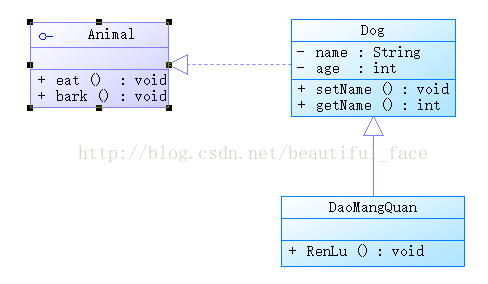 Animal
+ eat () : void
+ bark () : void
Dog
- name : String
- age : int
+ setName () : void
+ getName () : int
http://blog.csdn.net/beautiful_face
DaoMangQuan
+ RenLu () : void